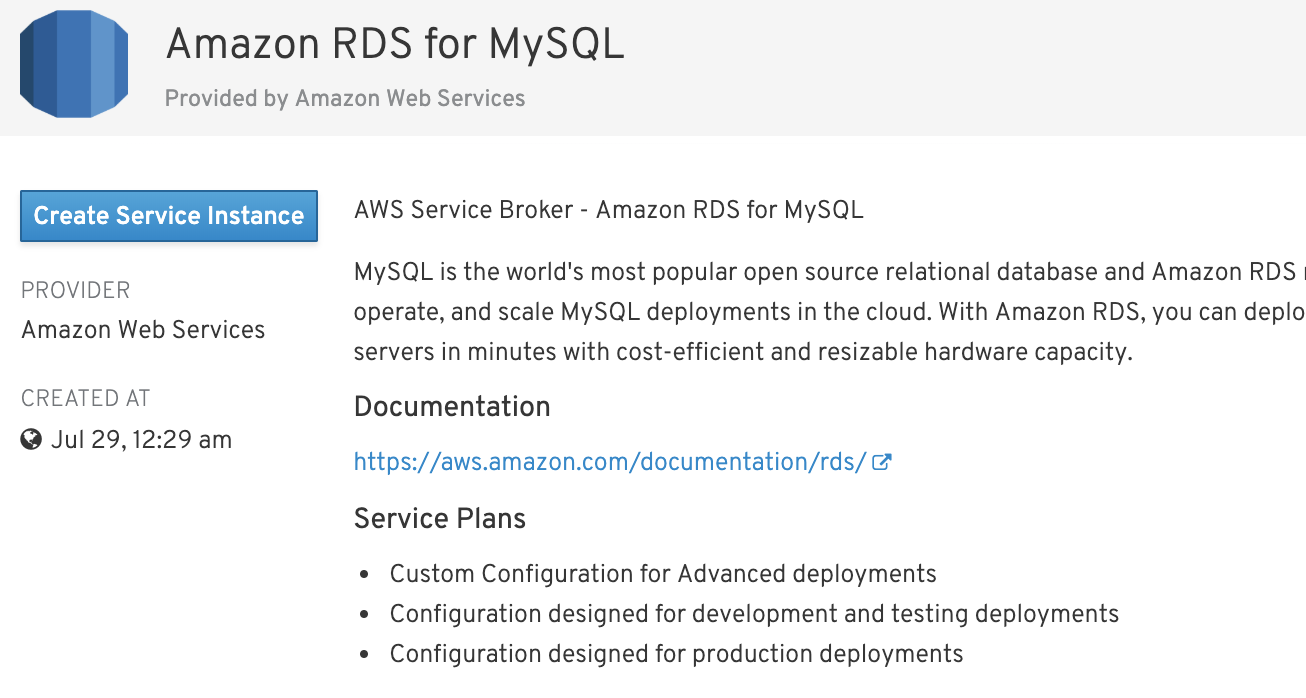 Amazon RDS for MySQL
Provided by Amazon Web Services
Create Service Instance
PROVIDER
Amazon Web Services
CREATED AT
Jul 29, 12:29 am
AWS Service Broker - Amazon RDS for MySQL
MySQL is the world's most popular open source relational database and Amazon RDS
operate, and scale MySQL deployments in the cloud. With Amazon RDS, you can deplo
servers in minutes with cost-efficient and resizable hardware capacity.
Documentation
https://aws.amazon.com/documentation/rds/
Service Plans
• Custom Configuration for Advanced deployments
• Configuration designed for development and testing deployments
• Configuration designed for production deployments